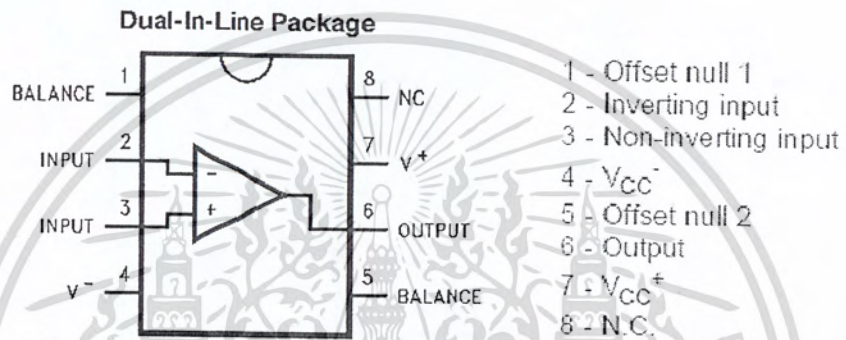 Dual-In-Line Package
BALANCE 1
8 NC
INPUT 2
7 V+
INPUT 3
6 OUTPUT
V- 4
5 BALANCE
-
+
1 - Offset null 1
2 - Inverting input
3 - Non-inverting input
4 - VCC-
5 - Offset null 2
6 - Output
7 - VCC+
8 - N.C.